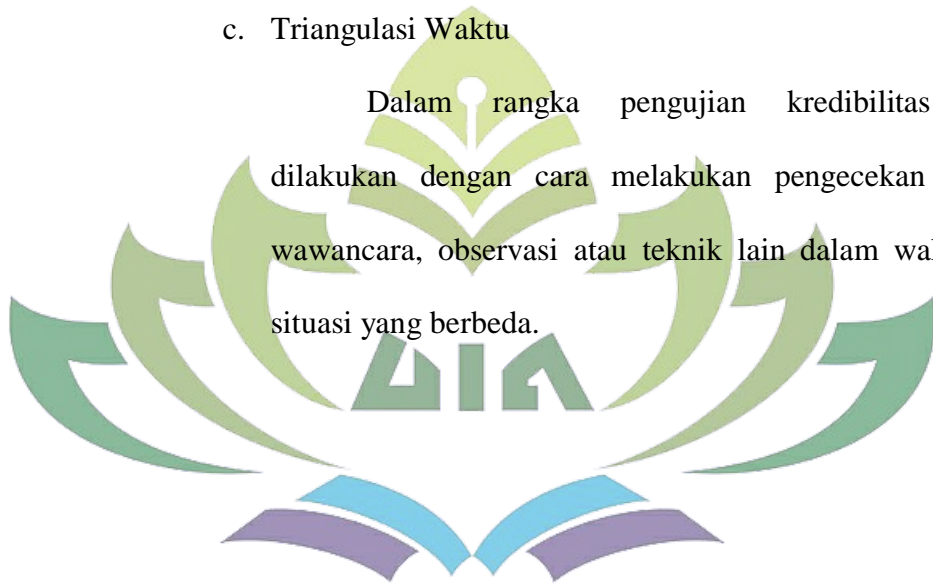 c. Triangulasi Waktu
Dalam rangka pengujian kredibilitas
dilakukan dengan cara melakukan pengecekan
wawancara, observasi atau teknik lain dalam
situasi yang berbeda.
UIN